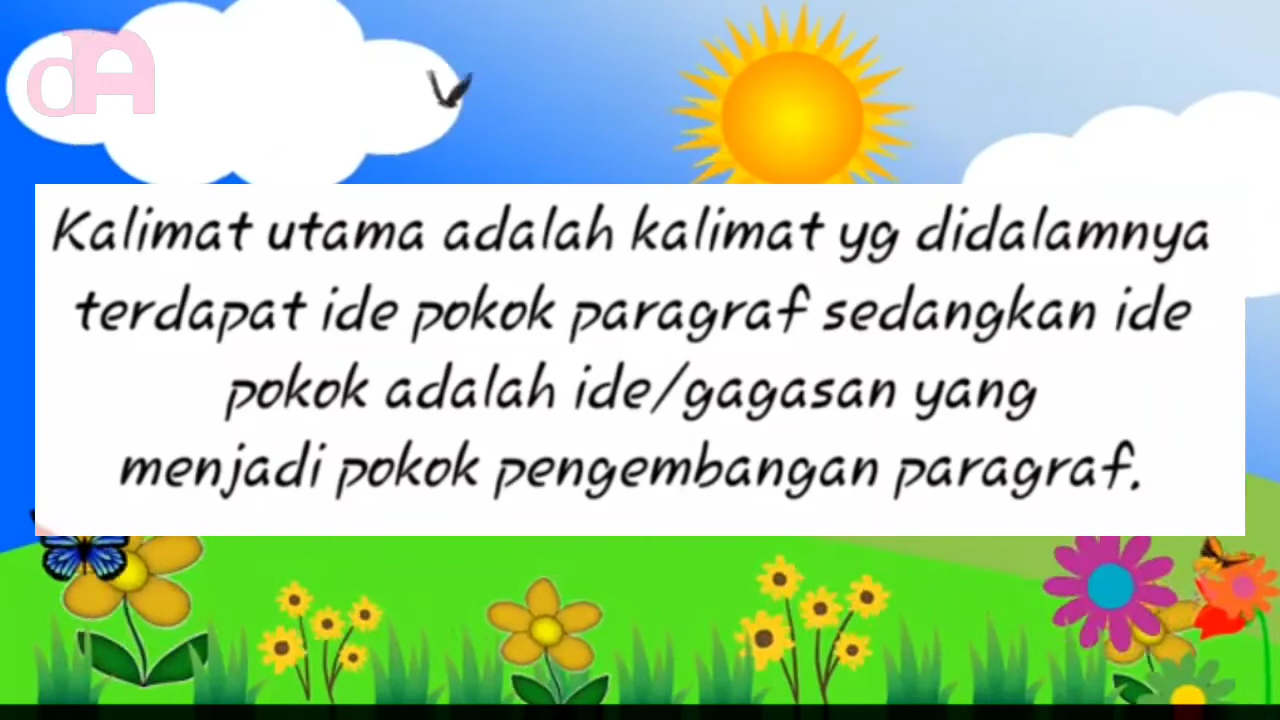 dA
Kalimat utama adalah kalimat yg didalamnya
terdapat ide pokok paragraf sedangkan ide
pokok adalah ide/gagasan yang
menjadi pokok pengembangan paragraf.